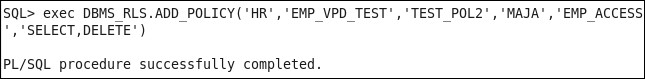 SQL> exec DBMS_RLS.ADD_POLICY('HR','EMP_VPD_TEST','TEST_POL2','MAJA','EMP_ACCESS
','SELECT,DELETE')
PL/SQL procedure successfully completed.